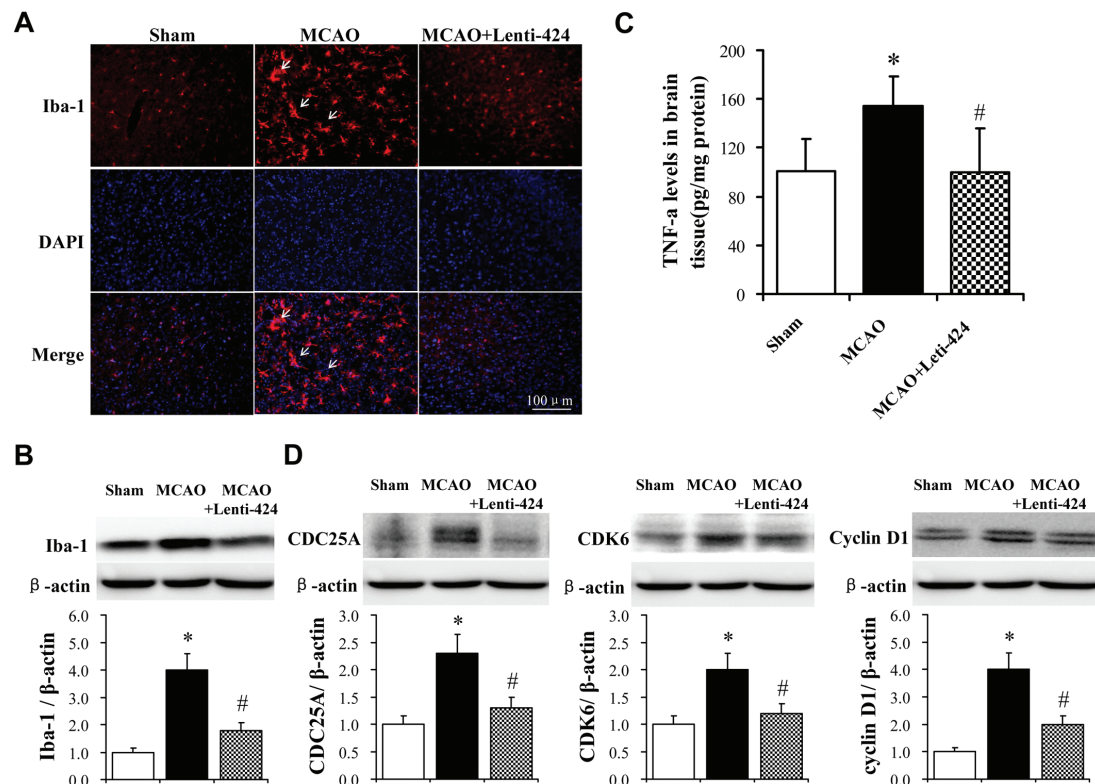 A
Sham MCAO MCAO+Lenti-424
Iba-1
DAPI
Merge
100 μm
C
TNF-a levels in brain
tissue(pg/mg protein)
200
160
120
80
40
0
*
#
Sham
MCAO
MCAO+Leti-424
B
Sham MCAO MCAO
+Lenti-424
Iba-1
β-actin
Iba-1 / β-actin
6.0
5.0
4.0
3.0
2.0
1.0
0.0
*
#
D
Sham MCAO MCAO
+Lenti-424
CDC25A
β-actin
CDC25A/ β-actin
3.0
2.5
2.0
1.5
1.0
0.5
0.0
*
#
Sham MCAO MCAO
+Lenti-424
CDK6
β-actin
CDK6/ β-actin
3.0
2.5
2.0
1.5
1.0
0.5
0.0
*
#
Sham MCAO MCAO
+Lenti-424
Cyclin D1
β-actin
cyclin D1/ β-actin
6.0
5.0
4.0
3.0
2.0
1.0
0.0
*
#